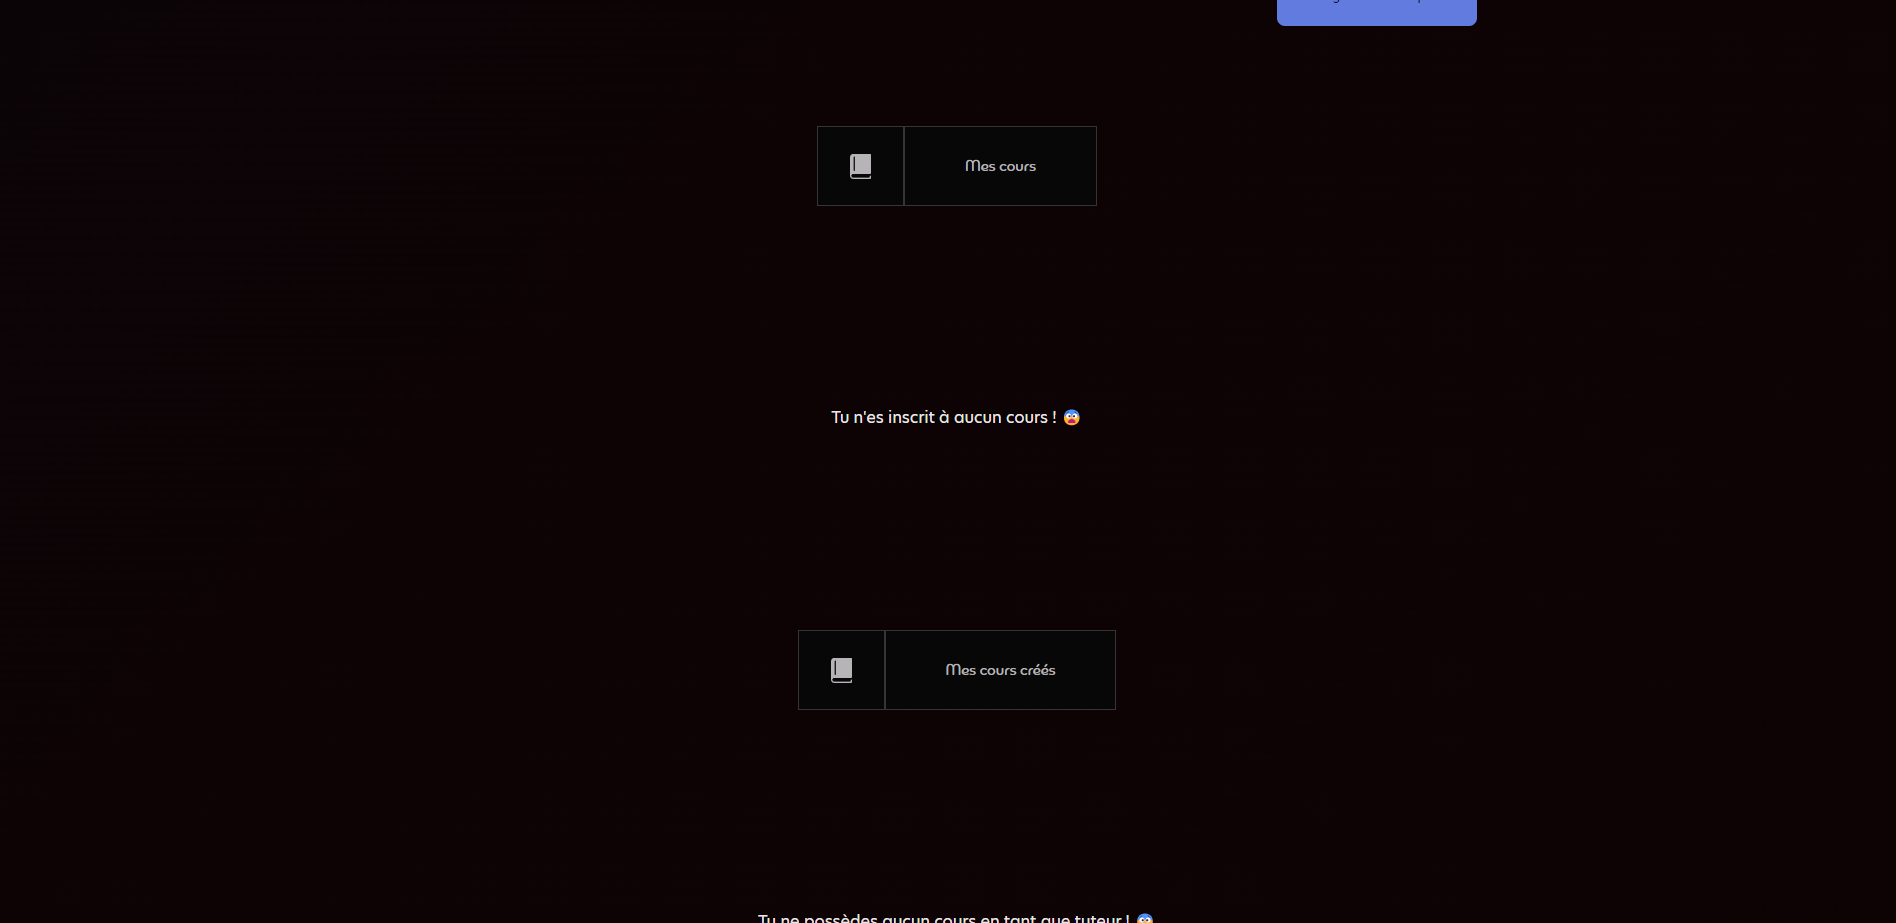 Mes cours
Tu n'es inscrit à aucun cours ! 😨
Mes cours créés
Tu ne possèdes aucun cours en tant que tuteur ! 😨